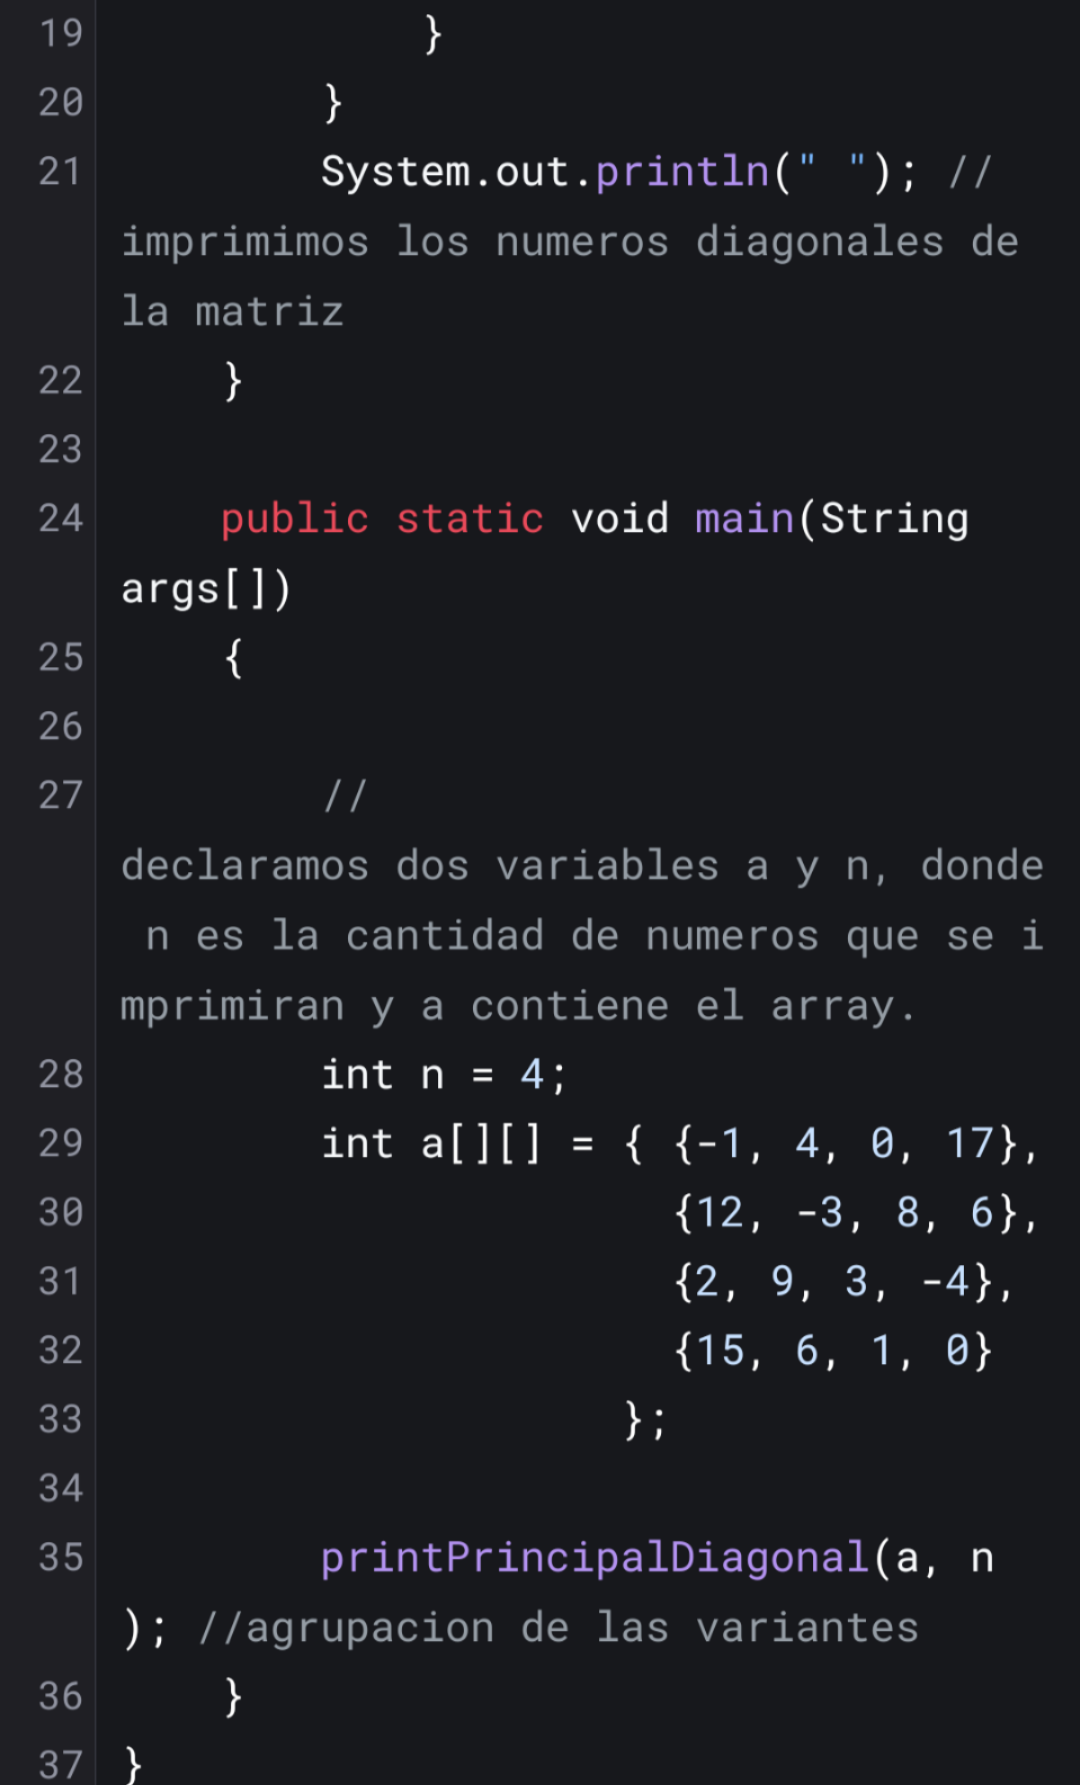 19 }
20 }
21 System.out.println(" "); //
imprimimos los numeros diagonales de
la matriz
22 }
23
24 public static void main(String
args[])
25 {
26
27 //
declaramos dos variables a y n, donde
n es la cantidad de numeros que se i
mprimiran y a contiene el array.
28 int n = 4;
29 int a[][] = { {-1, 4, 0, 17},
30 {12, -3, 8, 6},
31 {2, 9, 3, -4},
32 {15, 6, 1, 0}
33 };
34
35 printPrincipalDiagonal(a, n
); //agrupacion de las variantes
36 }
37 }